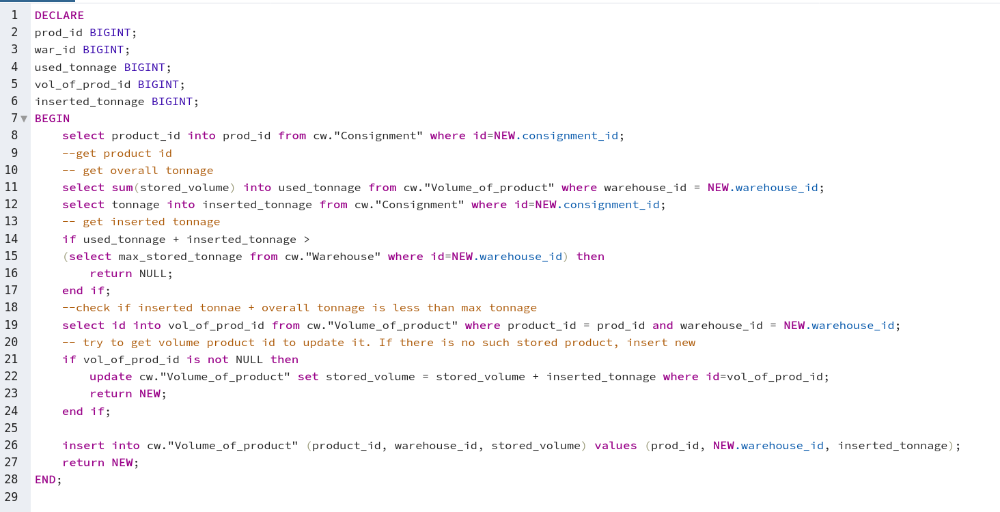 1 DECLARE
2 prod_id BIGINT;
3 war_id BIGINT;
4 used_tonnage BIGINT;
5 vol_of_prod_id BIGINT;
6 inserted_tonnage BIGINT;
7 BEGIN
8     select product_id into prod_id from cw."Consignment" where id=NEW.consignment_id;
9     --get product id
10     -- get overall tonnage
11     select sum(stored_volume) into used_tonnage from cw."Volume_of_product" where warehouse_id = NEW.warehouse_id;
12     select tonnage into inserted_tonnage from cw."Consignment" where id=NEW.consignment_id;
13     -- get inserted tonnage
14     if used_tonnage + inserted_tonnage >
15     (select max_stored_tonnage from cw."Warehouse" where id=NEW.warehouse_id) then
16         return NULL;
17     end if;
18     --check if inserted tonnae + overall tonnage is less than max tonnage
19     select id into vol_of_prod_id from cw."Volume_of_product" where product_id = prod_id and warehouse_id = NEW.warehouse_id;
20     -- try to get volume product id to update it. If there is no such stored product, insert new
21     if vol_of_prod_id is not NULL then
22         update cw."Volume_of_product" set stored_volume = stored_volume + inserted_tonnage where id=vol_of_prod_id;
23         return NEW;
24     end if;
25
26     insert into cw."Volume_of_product" (product_id, warehouse_id, stored_volume) values (prod_id, NEW.warehouse_id, inserted_tonnage);
27     return NEW;
28 END;
29